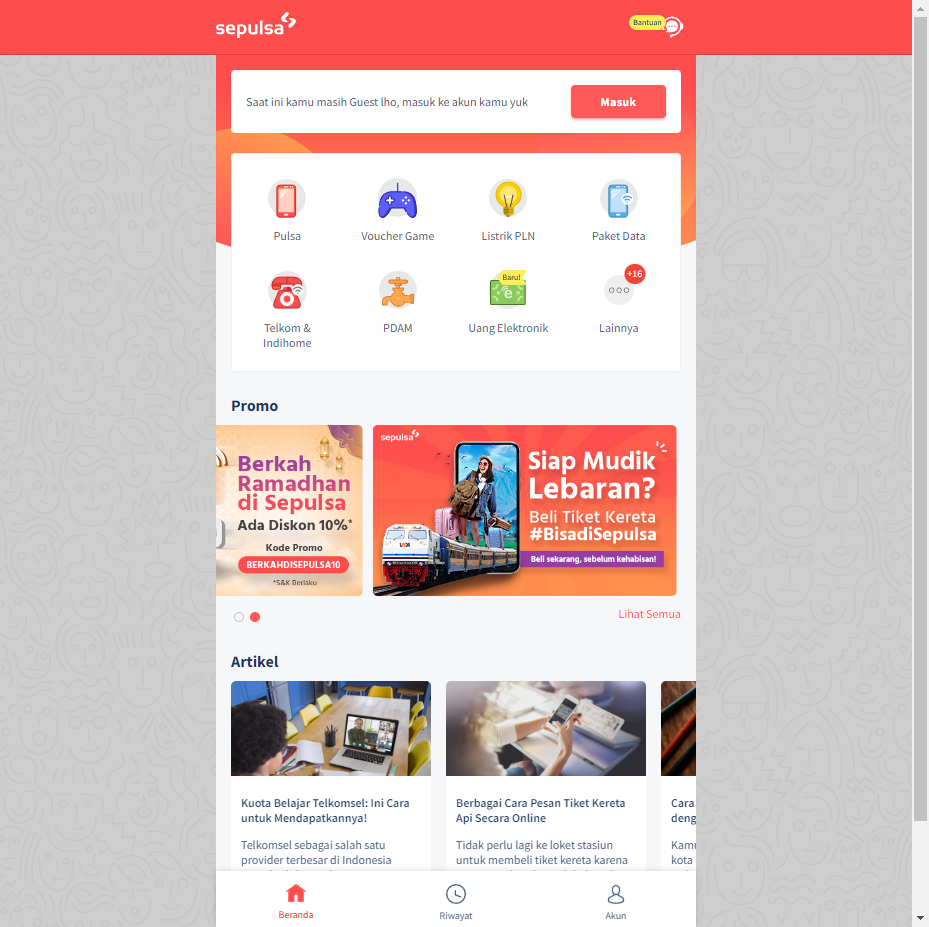 sepulsa
Bantuan
Saat ini kamu masih Guest lho, masuk ke akun kamu yuk
Masuk
Pulsa
Voucher Game
Listrik PLN
Paket Data
Baru!
+16
Telkom &
Indihome
PDAM
Uang Elektronik
Lainnya
Promo
Berkah
Ramadhan
di Sepulsa
Ada Diskon 10%*
Kode Promo
BERKAHDISEPULSA10
*S&K Berlaku
sepulsa
Siap Mudik
Lebaran?
Beli Tiket Kereta
#BisadiSepulsa
Beli sekarang, sebelum kehabisan!
Lihat Semua
Artikel
Kuota Belajar Telkomsel: Ini Cara
untuk Mendapatkannya!
Telkomsel sebagai salah satu
provider terbesar di Indonesia
Berbagai Cara Pesan Tiket Kereta
Api Secara Online
Tidak perlu lagi ke loket stasiun
untuk membeli tiket kereta karena
Cara
deng
Kamu
kota
Beranda
Riwayat
Akun